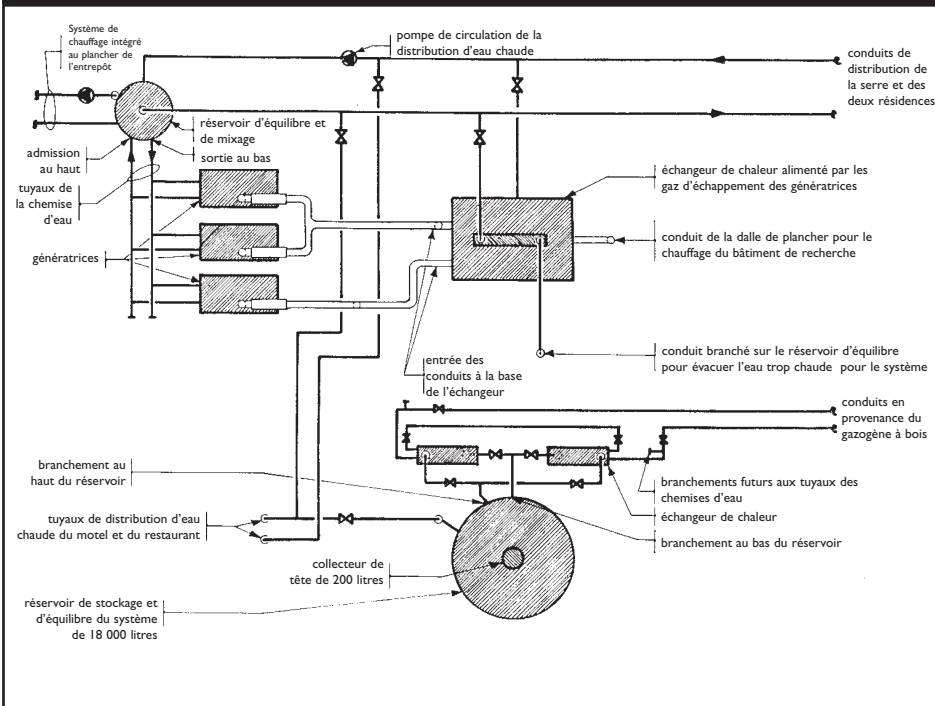 Système de
chauffage intégré
au plancher de
l'entrepôt
pompe de circulation de la
distribution d'eau chaude
conduits de
distribution de
la serre et des
deux résidences
réservoir d'équilibre et
de mixage
admission
au haut
sortie au bas
tuyaux de
la chemise
d'eau
échangeur de chaleur alimenté par les
gaz d'échappement des génératrices
génératrices
conduit de la dalle de plancher pour le
chauffage du bâtiment de recherche
entrée des
conduits à la base
de l'échangeur
conduit branché sur le réservoir d'équilibre
pour évacuer l'eau trop chaude pour le système
conduits en
provenance du
gazogène à bois
branchement au
haut du réservoir
branchements futurs aux tuyaux des
chemises d'eau
échangeur de chaleur
tuyaux de distribution d'eau
chaude du motel et du restaurant
branchement au bas du réservoir
collecteur de
tête de 200 litres
réservoir de stockage et
d'équilibre du système
de 18 000 litres